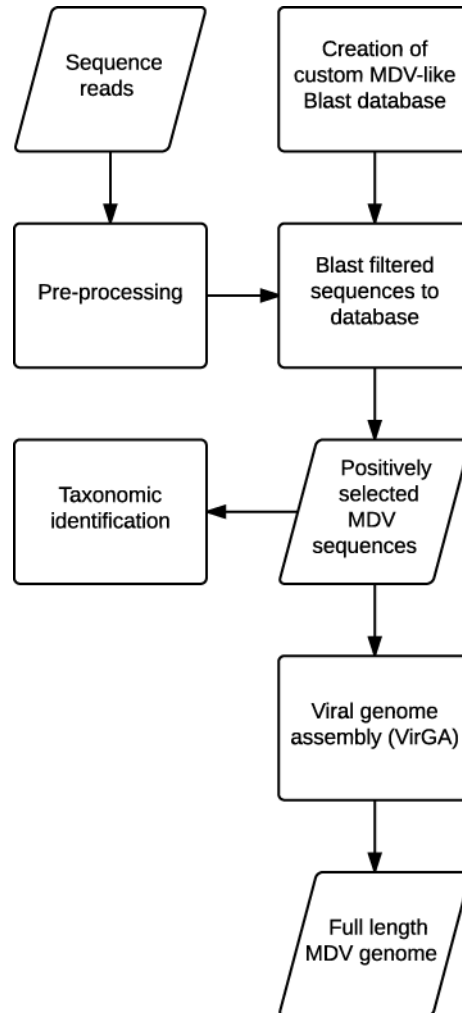 Sequence
reads
Creation of
custom MDV-like
Blast database
Pre-processing
Blast filtered
sequences to
database
Taxonomic
identification
Positively
selected
MDV
sequences
Viral genome
assembly (VirGA)
Full length
MDV genome